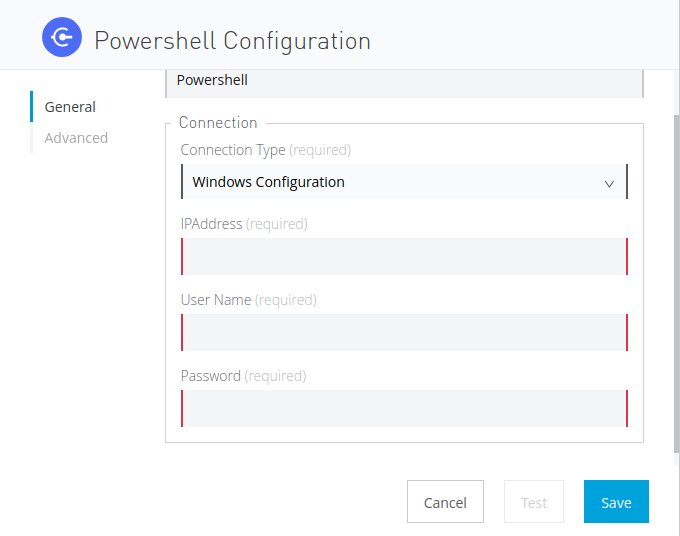 Powershell Configuration
General
Advanced
Powershell
Connection
Connection Type (required)
Windows Configuration
IPAddress (required)
User Name (required)
Password (required)
Cancel
Test
Save